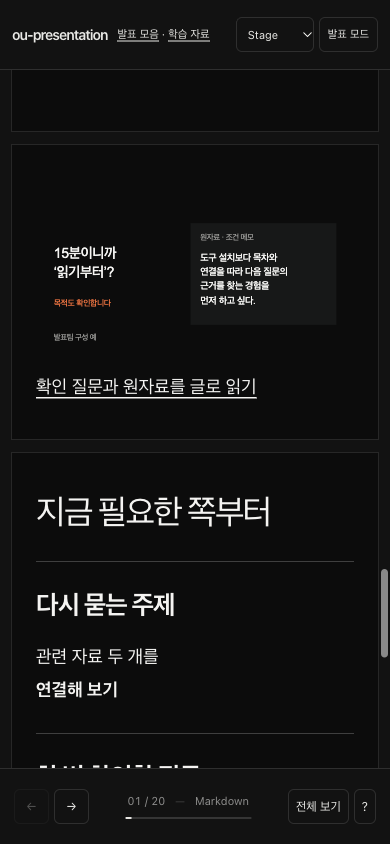 ou-presentation 발표 모음 · 학습 자료 Stage 발표 모드
15분이니까
‘읽기부터’?
목적도 확인합니다
발표팀 구성 예
원자료 · 조건 메모
도구 설치보다 목차와
연결을 따라 다음 질문의
근거를 찾는 경험을
먼저 하고 싶다.
확인 질문과 원자료를 글로 읽기
지금 필요한 쪽부터
다시 묻는 주제
관련 자료 두 개를
연결해 보기
← → 01 / 20 — Markdown 전체 보기 ?